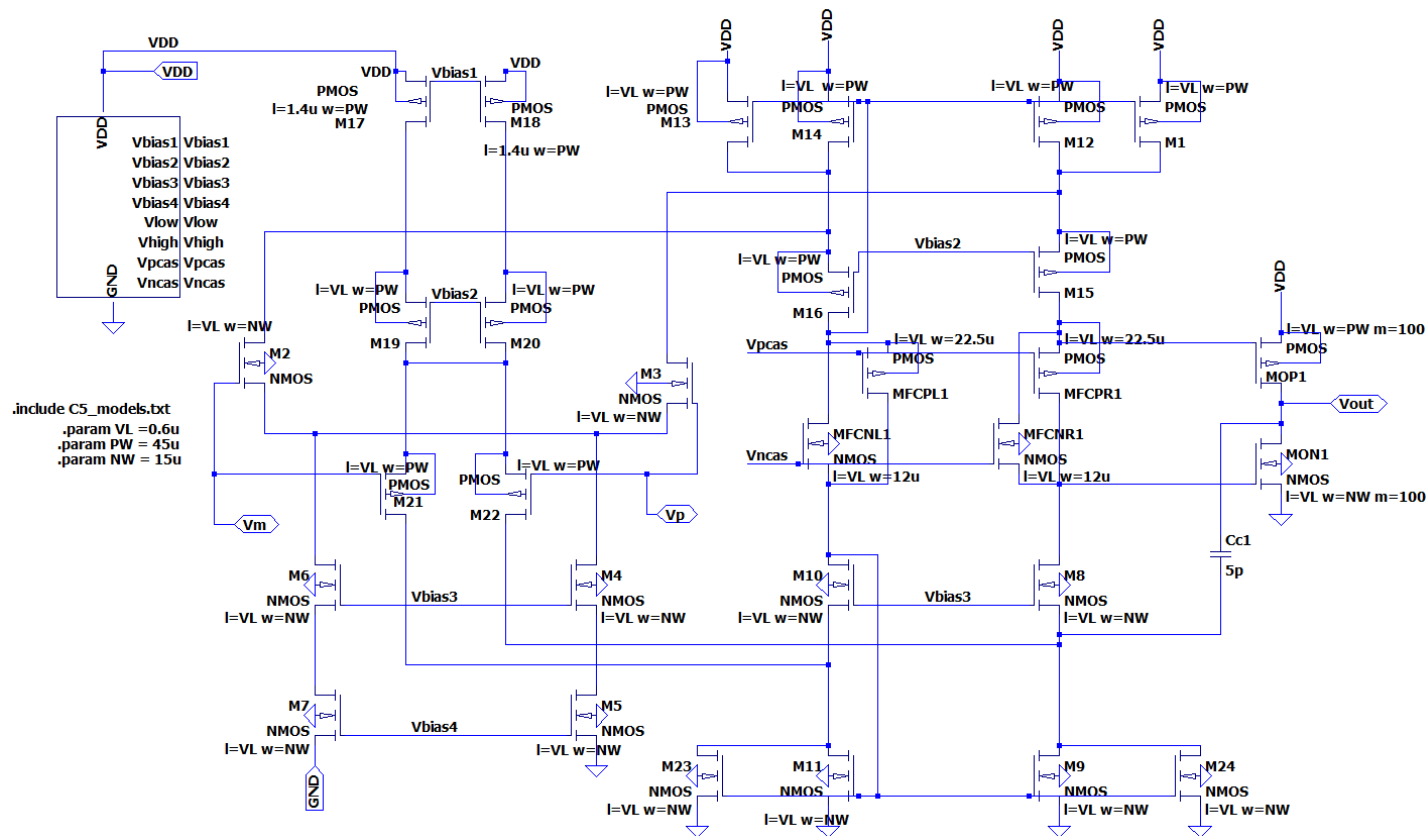 VDD
VDD
VDD
GND
Vbias1 Vbias1
Vbias2 Vbias2
Vbias3 Vbias3
Vbias4 Vbias4
Vlow Vlow
Vhigh Vhigh
Vpcas Vpcas
Vncas Vncas
VDD
Vbias1
VDD
PMOS
l=1.4u w=PW
M17
PMOS
M18
l=1.4u w=PW
VDD
VDD
VDD
VDD
l=VL w=PW
PMOS
M13
l=VL w=PW
PMOS
M14
l=VL w=PW
PMOS
M12
l=VL w=PW
PMOS
M1
l=VL w=PW
PMOS
M19
Vbias2
l=VL w=PW
PMOS
M20
l=VL w=PW
PMOS
M16
Vbias2
l=VL w=PW
PMOS
M15
l=VL w=NW
M2
NMOS
M3
NMOS
l=VL w=NW
Vpcas
l=VL w=22.5u
PMOS
MFCPL1
l=VL w=22.5u
PMOS
MFCPR1
VDD
l=VL w=PW m=100
PMOS
MOP1
Vout
.include C5_models.txt
.param VL =0.6u
.param PW = 45u
.param NW = 15u
l=VL w=PW
PMOS
M21
l=VL w=PW
PMOS
M22
Vm
Vp
Vncas
MFCNL1
NMOS
l=VL w=12u
MFCNR1
NMOS
l=VL w=12u
MON1
NMOS
l=VL w=NW m=100
Cc1
5p
M6
NMOS
l=VL w=NW
Vbias3
M4
NMOS
l=VL w=NW
M10
NMOS
l=VL w=NW
Vbias3
M8
NMOS
l=VL w=NW
M7
NMOS
l=VL w=NW
Vbias4
M5
NMOS
l=VL w=NW
GND
M23
NMOS
l=VL w=NW
M11
NMOS
l=VL w=NW
M9
NMOS
l=VL w=NW
M24
NMOS
l=VL w=NW